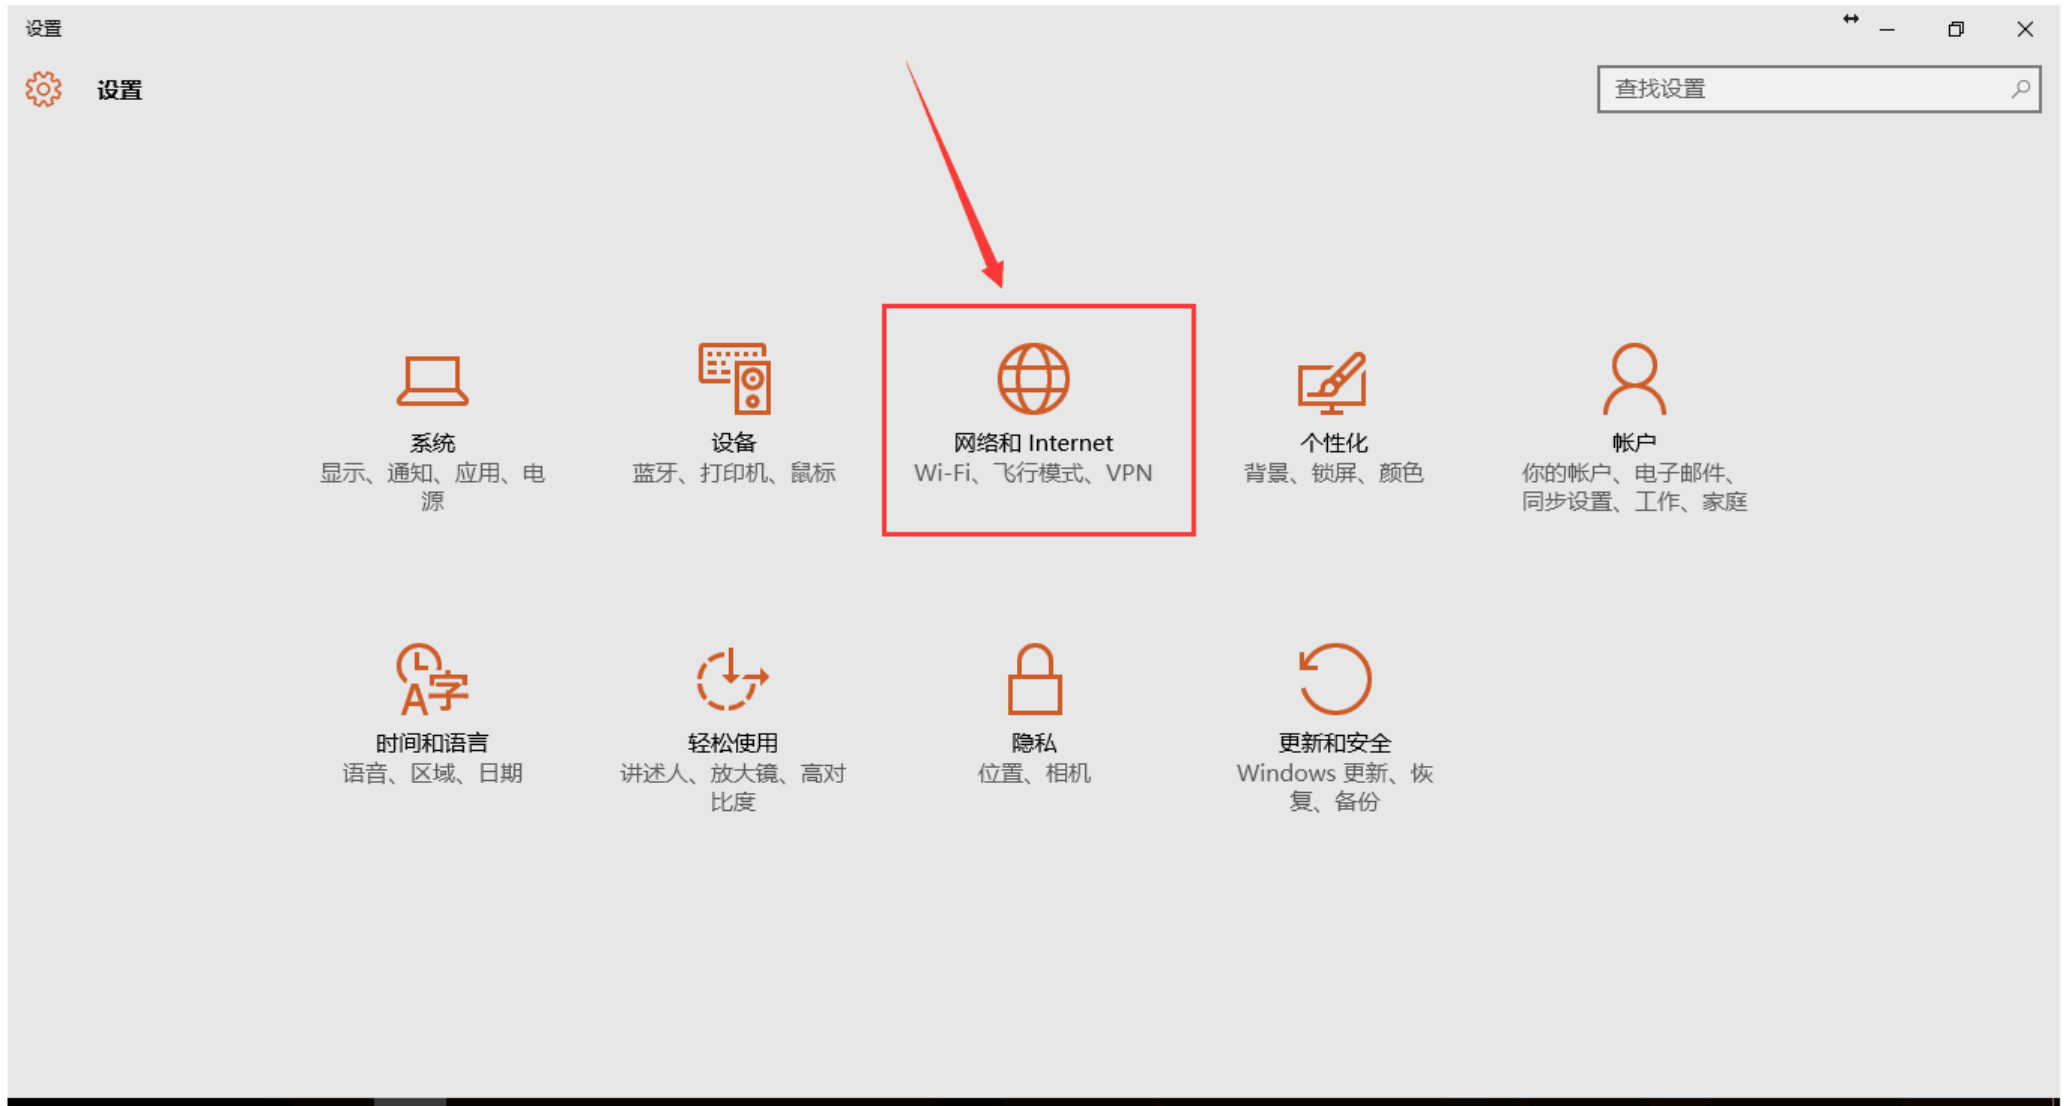 设置
设置
查找设置
系统
显示、通知、应用、电
源
设备
蓝牙、打印机、鼠标
网络和 Internet
Wi-Fi、飞行模式、VPN
个性化
背景、锁屏、颜色
帐户
你的帐户、电子邮件、
同步设置、工作、家庭
时间和语言
语音、区域、日期
轻松使用
讲述人、放大镜、高对
比度
隐私
位置、相机
更新和安全
Windows 更新、恢
复、备份